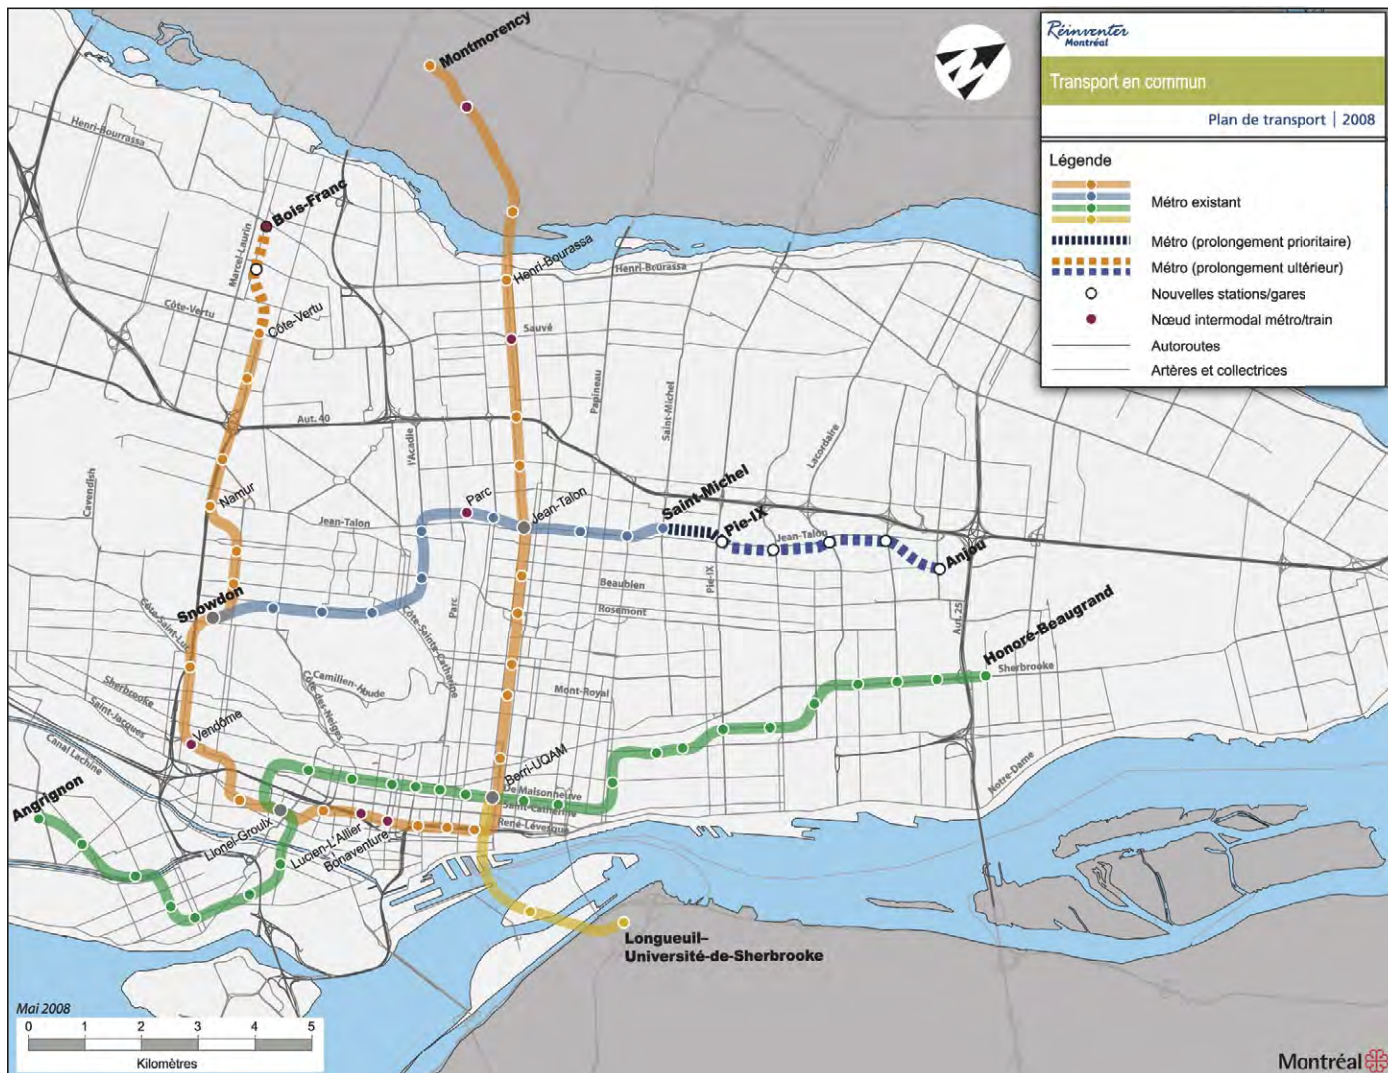 Réinventer
Montréal
Transport en commun
Plan de transport | 2008
Légende
Métro existant
Métro (prolongement prioritaire)
Métro (prolongement ultérieur)
Nouvelles stations/gares
Nœud intermodal métro/train
Autoroutes
Artères et collectrices
Montmorency
Henri-Bourrassa
Bois-Franc
Marcel-Laurin
Henri-Bourassa
Henri-Bourassa
Côte-Vertu
Côte-Vertu
Sauvé
Papineau
Saint-Michel
Lacordaire
Aut. 40
l'Acadie
Cavendish
Namur
Jean-Talon
Parc
Jean-Talon
Saint-Michel
Pie-IX
Jean-Talon
Anjou
Snowdon
Côte-Saint-Luc
Côte-Sainte-Catherine
Parc
Beaubien
Rosemont
Pie-IX
Aut. 25
Honoré-Beaugrand
Sherbrooke
Camilien-Houde
Côte-des-Neiges
Mont-Royal
Sherbrooke
Saint-Jacques
Canal Lachine
Vendôme
Berri-UQAM
De Maisonneuve
Sainte-Catherine
René-Lévesque
Notre-Dame
Angrignon
Lionel-Groulx
Lucien-L'Allier
Bonaventure
Longueuil–
Université-de-Sherbrooke
Mai 2008
0 1 2 3 4 5
Kilomètres
Montréal